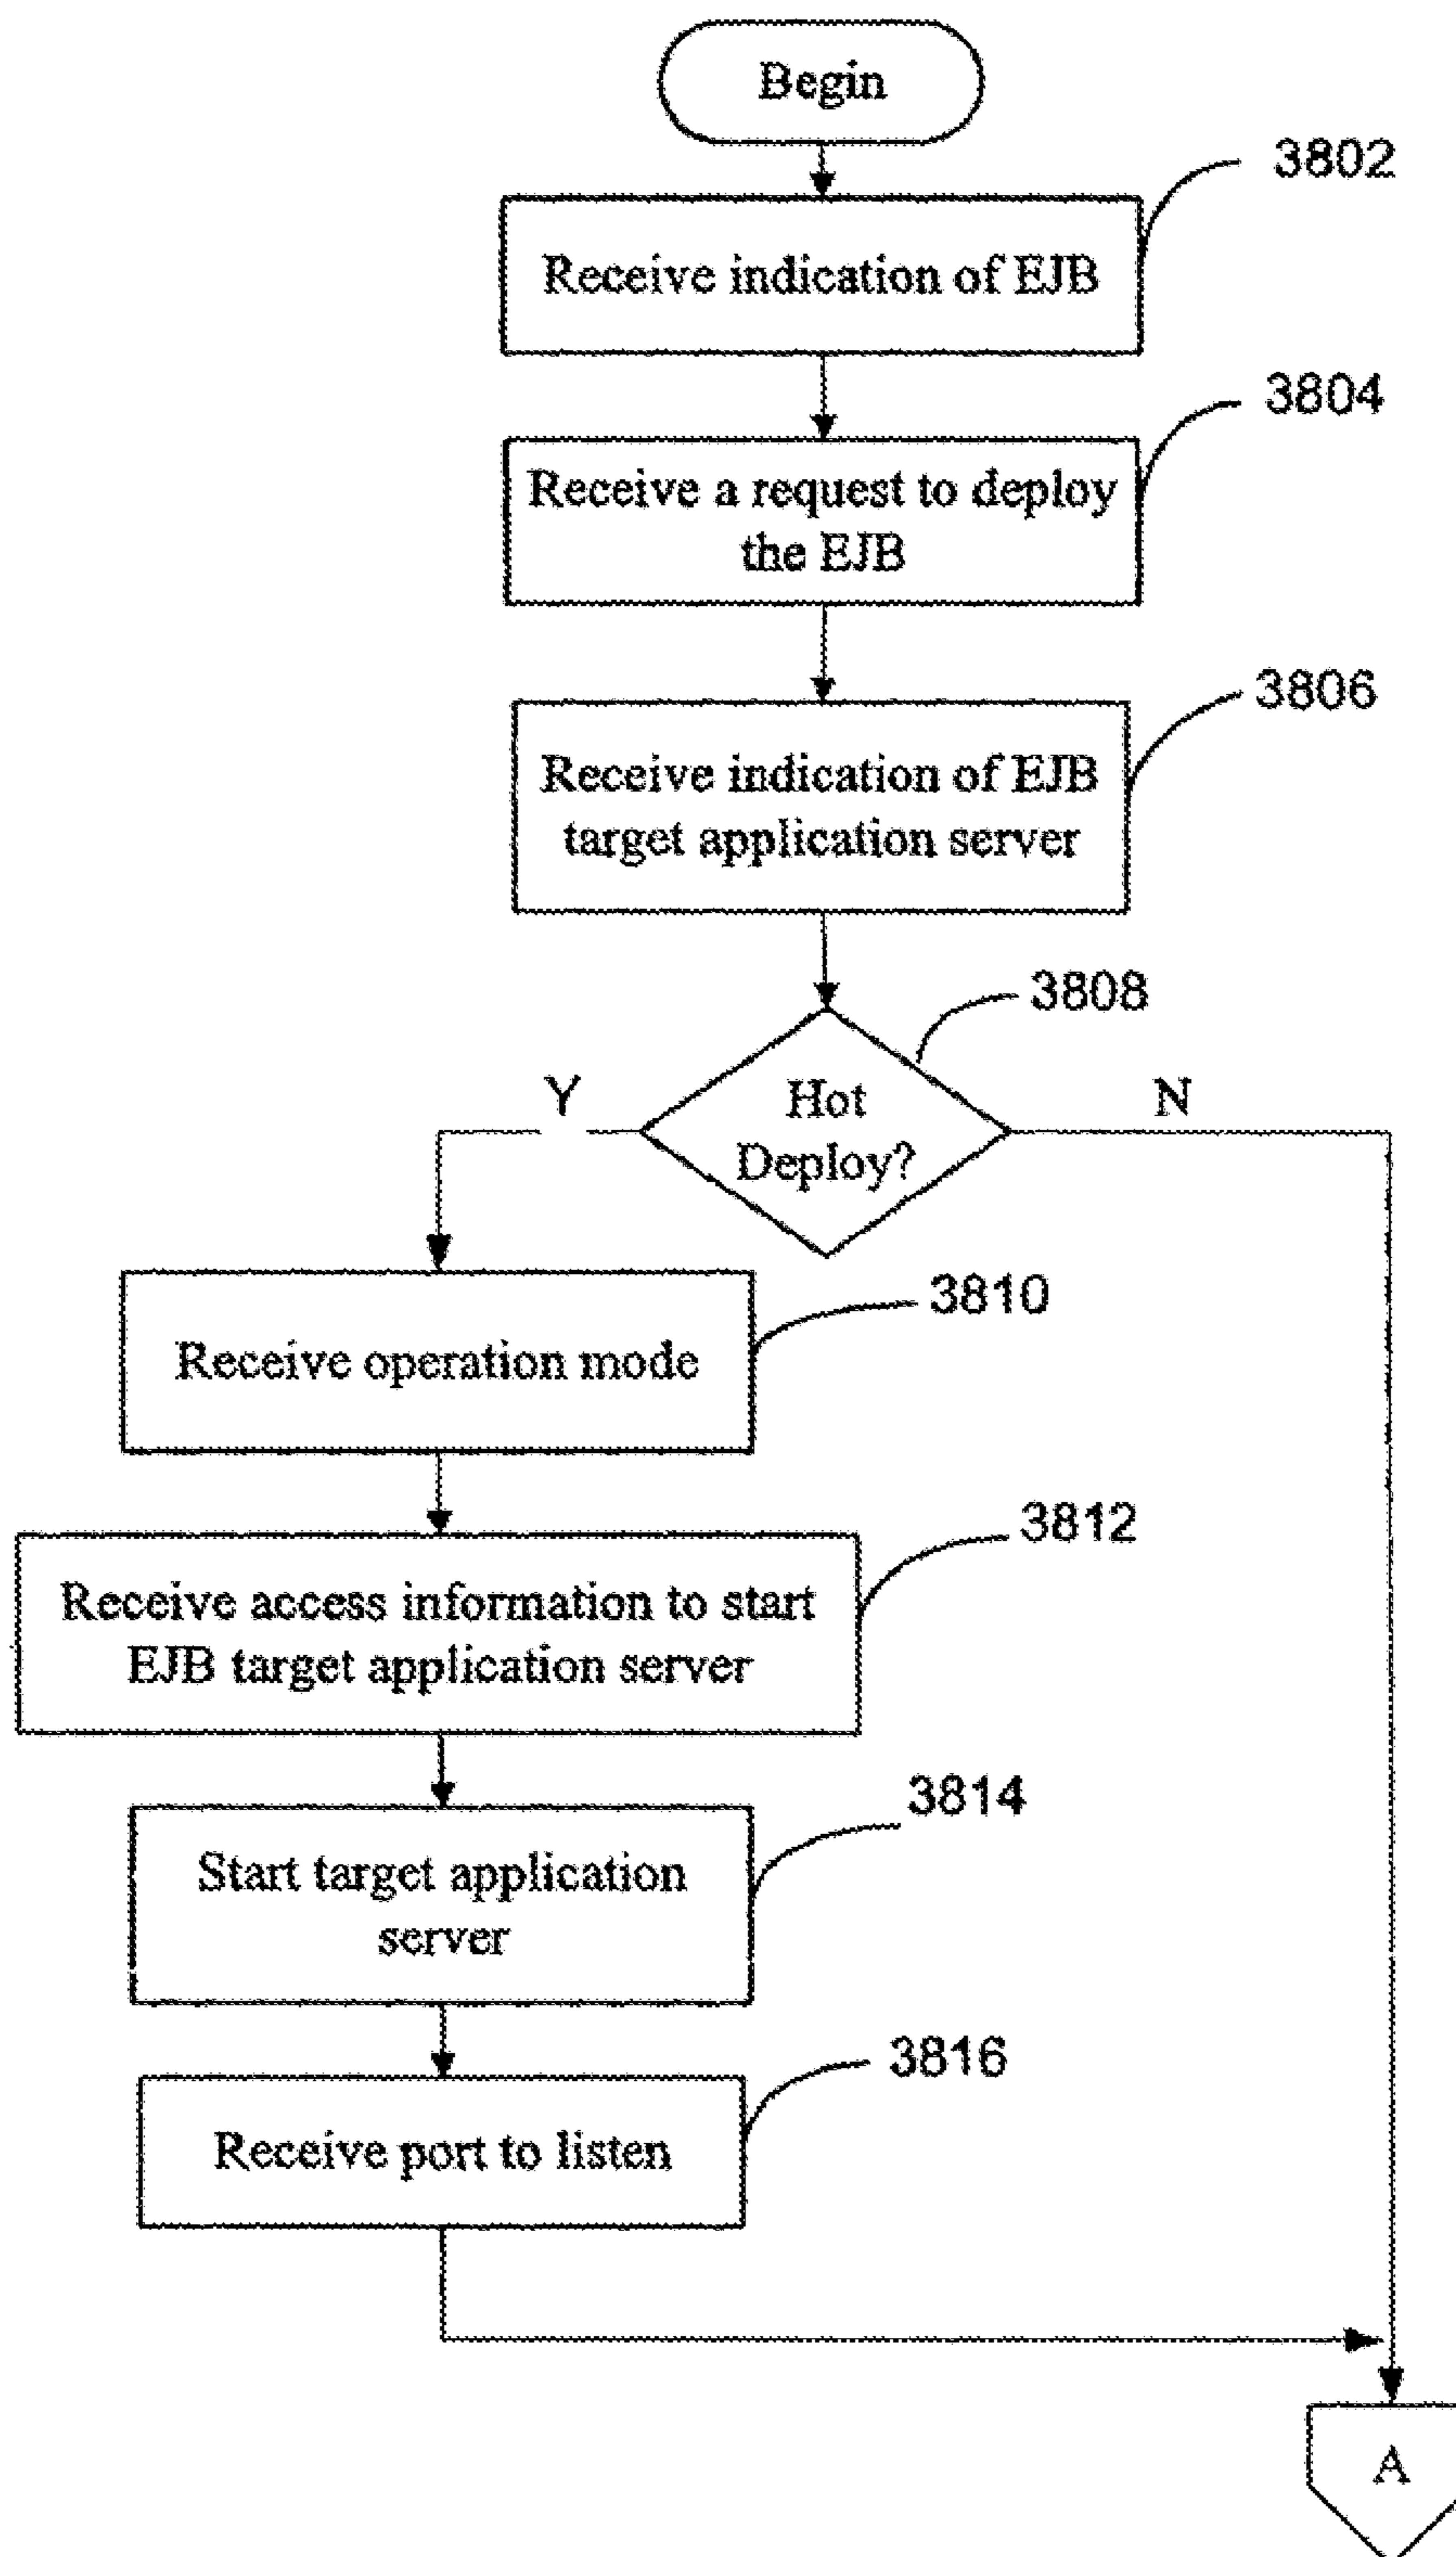 Begin
3802
Receive indication of EJB
3804
Receive a request to deploy
the EJB
3806
Receive indication of EJB
target application server
3808
Hot
Deploy?
Y
N
3810
Receive operation mode
3812
Receive access information to start
EJB target application server
3814
Start target application
server
3816
Receive port to listen
A